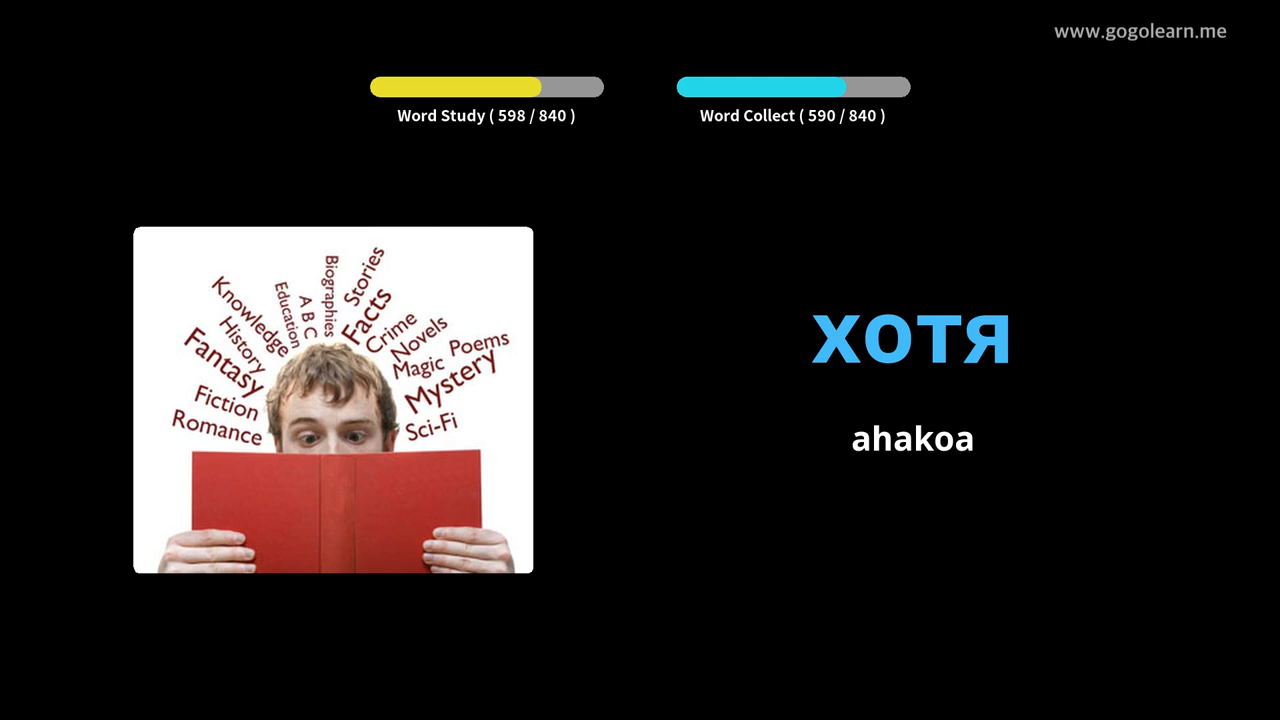 www.gogolearn.me
Word Study ( 598 / 840 )
Word Collect ( 590 / 840 )
Biographies
Stories
Education
A B C
Facts
Knowledge
Crime
History
Novels
Poems
Fantasy
Magic
Mystery
Fiction
Romance
Sci-Fi
хотя
ahakoa